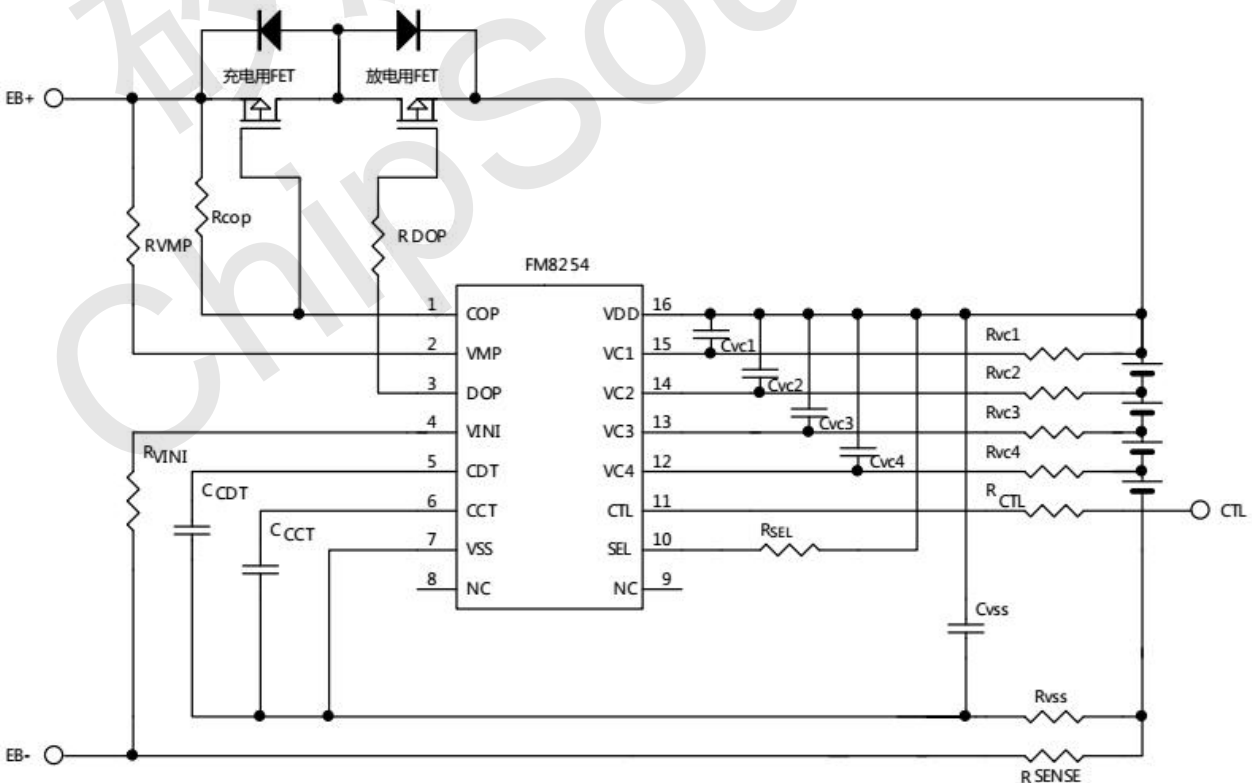 充电用FET
放电用FET
EB+
Rcop
RVMP
R DOP
FM8254
1 COP
VDD 16
2 VMP
VC1 15
Cvc1
Rvc1
3 DOP
VC2 14
Cvc2
Rvc2
4 VINI
VC3 13
Cvc3
Rvc3
RVINI
5 CDT
VC4 12
Cvc4
Rvc4
C CDT
6 CCT
CTL 11
R CTL
CTL
C CCT
7 VSS
SEL 10
RSEL
8 NC
NC 9
Cvss
Rvss
EB-
R SENSE